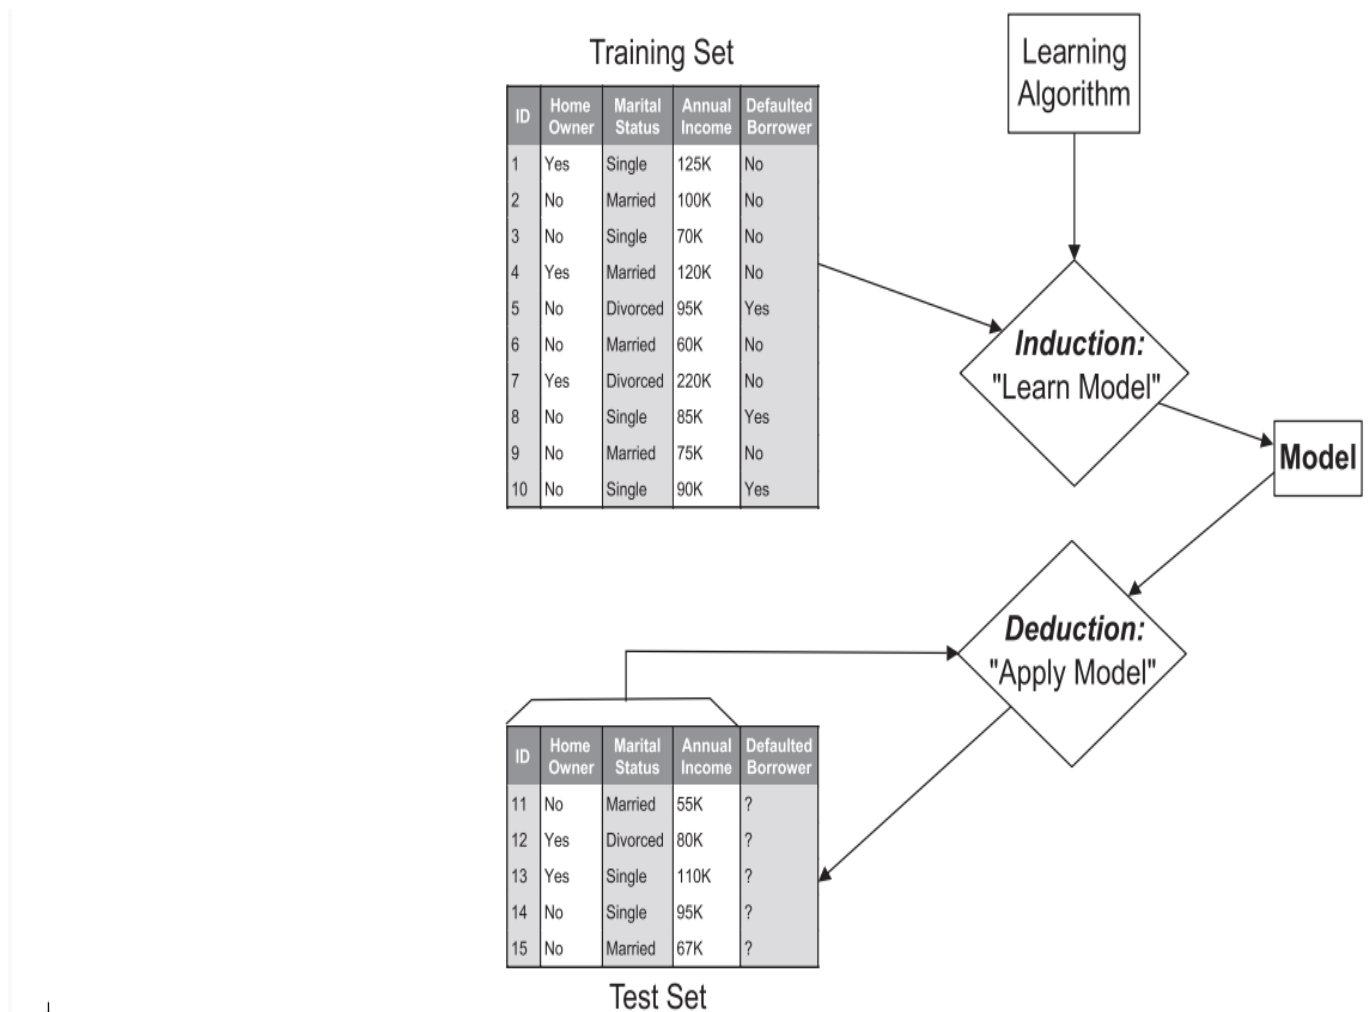 Training Set
ID Home Owner Marital Status Annual Income Defaulted Borrower
1 Yes Single 125K No
2 No Married 100K No
3 No Single 70K No
4 Yes Married 120K No
5 No Divorced 95K Yes
6 No Married 60K No
7 Yes Divorced 220K No
8 No Single 85K Yes
9 No Married 75K No
10 No Single 90K Yes
Learning
Algorithm
Induction:
"Learn Model"
Model
Deduction:
"Apply Model"
ID Home Owner Marital Status Annual Income Defaulted Borrower
11 No Married 55K ?
12 Yes Divorced 80K ?
13 Yes Single 110K ?
14 No Single 95K ?
15 No Married 67K ?
Test Set